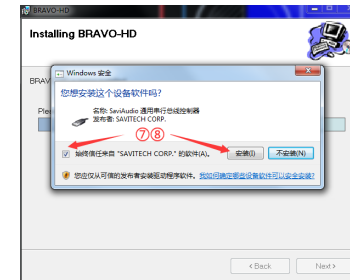 BRAVO-HD
Installing BRAVO-HD
BRAV
Windows 安全
您想安装这个设备软件吗?
名称: SaviAudio 通用串行总线控制器
发布者: SAVITECH CORP.
Plea
⑦⑧
始终信任来自 "SAVITECH CORP." 的软件(A)。
安装(I)
不安装(N)
您应仅从可信的发布者安装驱动程序软件。我如何确定哪些设备软件可以安全安装?
< Back
Next >